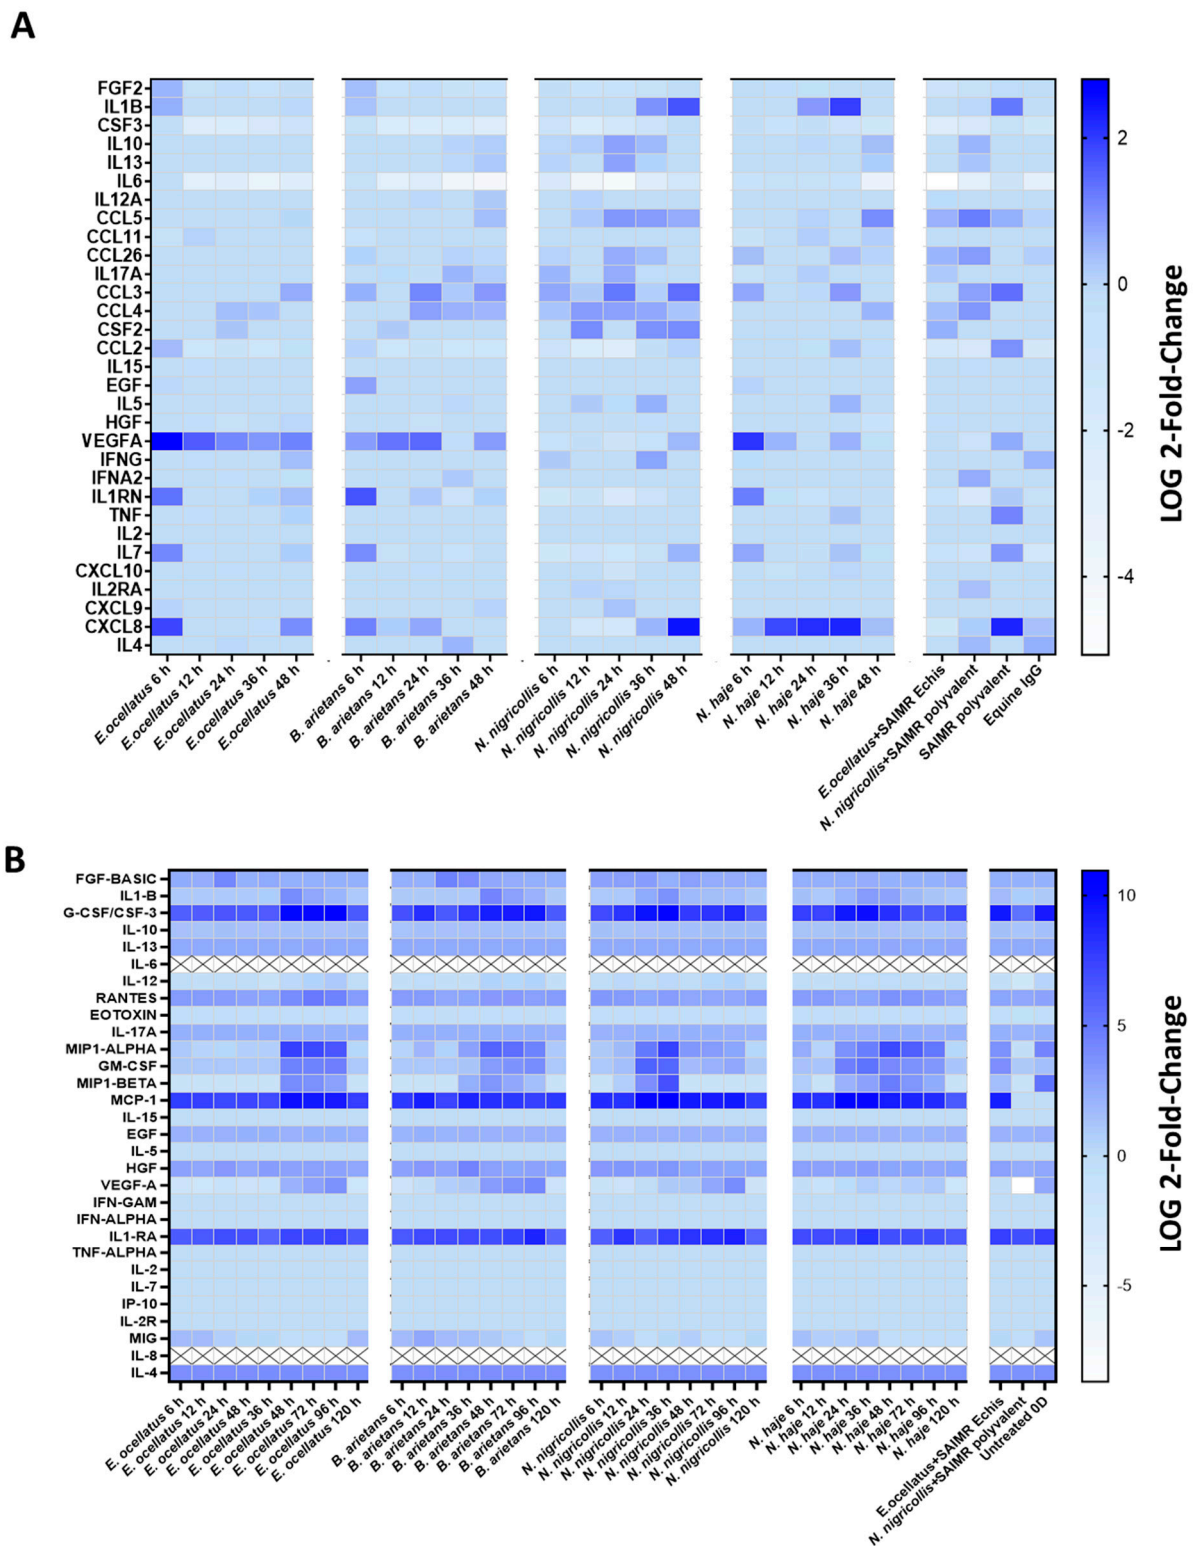 A
FGF2
IL1B
CSF3
IL10
IL13
IL6
IL12A
CCL5
CCL11
CCL26
IL17A
CCL3
CCL4
CSF2
CCL2
IL15
EGF
IL5
HGF
VEGFA
IFNG
IFNA2
IL1RN
TNF
IL2
IL7
CXCL10
IL2RA
CXCL9
CXCL8
IL4
E.ocellatus 6 h
E.ocellatus 12 h
E.ocellatus 24 h
E.ocellatus 36 h
E.ocellatus 48 h
B. arietans 6 h
B. arietans 12 h
B. arietans 24 h
B. arietans 36 h
B. arietans 48 h
N. nigricollis 6 h
N. nigricollis 12 h
N. nigricollis 24 h
N. nigricollis 36 h
N. nigricollis 48 h
N. haje 6 h
N. haje 12 h
N. haje 24 h
N. haje 36 h
N. haje 48 h
E.ocellatus+SAIMR Echis
N. nigricollis+SAIMR polyvalent
SAIMR polyvalent
Equine IgG
2
0
-2
-4
LOG 2-Fold-Change
B
FGF-BASIC
IL1-B
G-CSF/CSF-3
IL-10
IL-13
IL-6
IL-12
RANTES
EOTOXIN
IL-17A
MIP1-ALPHA
GM-CSF
MIP1-BETA
MCP-1
IL-15
EGF
IL-5
HGF
VEGF-A
IFN-GAM
IFN-ALPHA
IL1-RA
TNF-ALPHA
IL-2
IL-7
IP-10
IL-2R
MIG
IL-8
IL-4
E. ocellatus 6 h
E. ocellatus 12 h
E. ocellatus 24 h
E. ocellatus 48 h
E. ocellatus 36 h
E. ocellatus 48 h
E. ocellatus 72 h
E. ocellatus 96 h
E. ocellatus 120 h
B. arietans 6 h
B. arietans 12 h
B. arietans 24 h
B. arietans 36 h
B. arietans 48 h
B. arietans 72 h
B. arietans 96 h
B. arietans 120 h
N. nigricollis 6 h
N. nigricollis 12 h
N. nigricollis 24 h
N. nigricollis 36 h
N. nigricollis 48 h
N. nigricollis 72 h
N. nigricollis 96 h
N. nigricollis 120 h
N. haje 6 h
N. haje 12 h
N. haje 24 h
N. haje 36 h
N. haje 48 h
N. haje 72 h
N. haje 96 h
N. haje 120 h
E.ocellatus+SAIMR Echis
N. nigricollis+SAIMR polyvalent
Untreated 0D
10
5
0
-5
LOG 2-Fold-Change